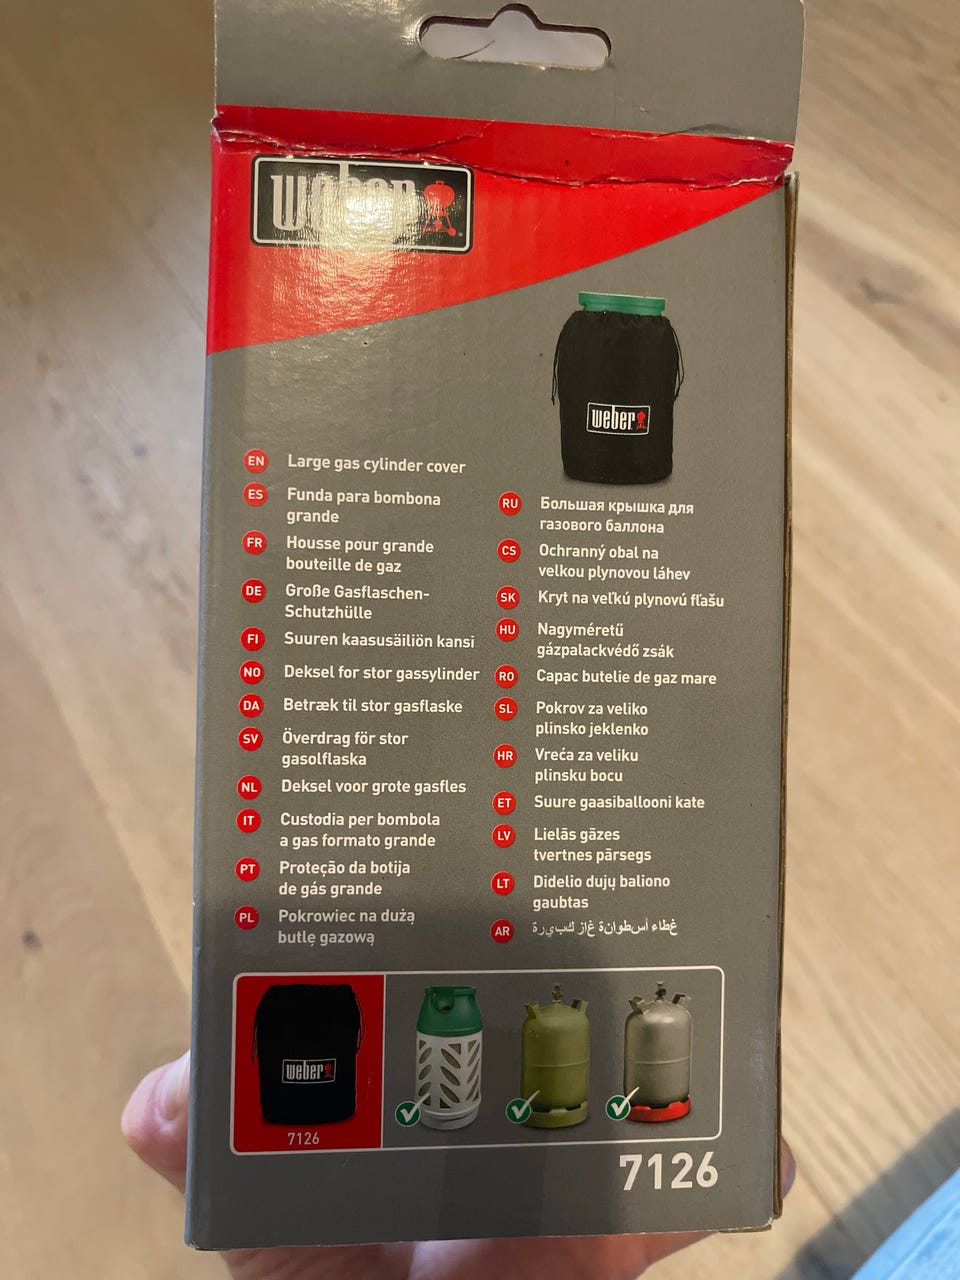 weber
weber
EN Large gas cylinder cover
ES Funda para bombona
grande
FR Housse pour grande
bouteille de gaz
DE Große Gasflaschen-
Schutzhülle
FI Suuren kaasusäiliön kansi
NO Deksel for stor gassylinder
DA Betræk til stor gasflaske
SV Överdrag för stor
gasolflaska
NL Deksel voor grote gasfles
IT Custodia per bombola
a gas formato grande
PT Proteção da botija
de gás grande
PL Pokrowiec na dużą
butlę gazową
RU Большая крышка для
газового баллона
CS Ochranný obal na
velkou plynovou láhev
SK Kryt na veľkú plynovú fľašu
HU Nagyméretű
gázpalackvédő zsák
RO Capac butelie de gaz mare
SL Pokrov za veliko
plinsko jeklenko
HR Vreća za veliku
plinsku bocu
ET Suure gaasiballooni kate
LV Lielās gāzes
tvertnes pārsegs
LT Didelio dujų baliono
gaubtas
AR غطاء أسطوانة غاز كبيرة
weber
7126
7126